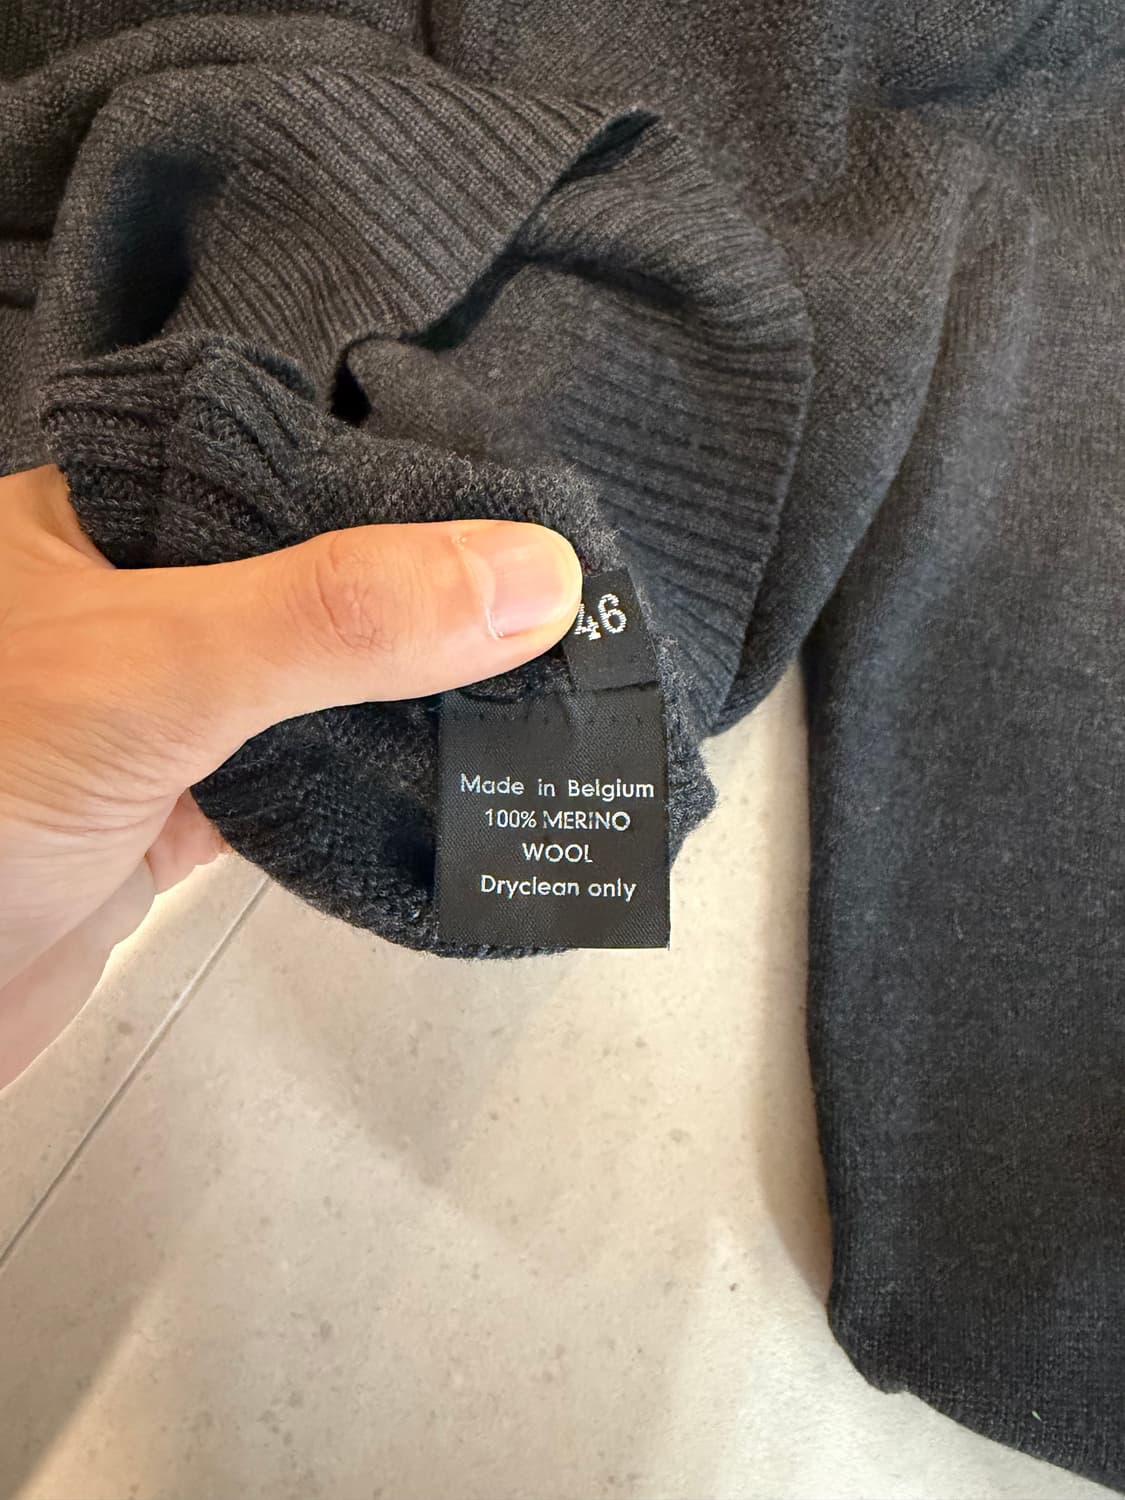 46
Made in Belgium
100% MERINO
WOOL
Dryclean only